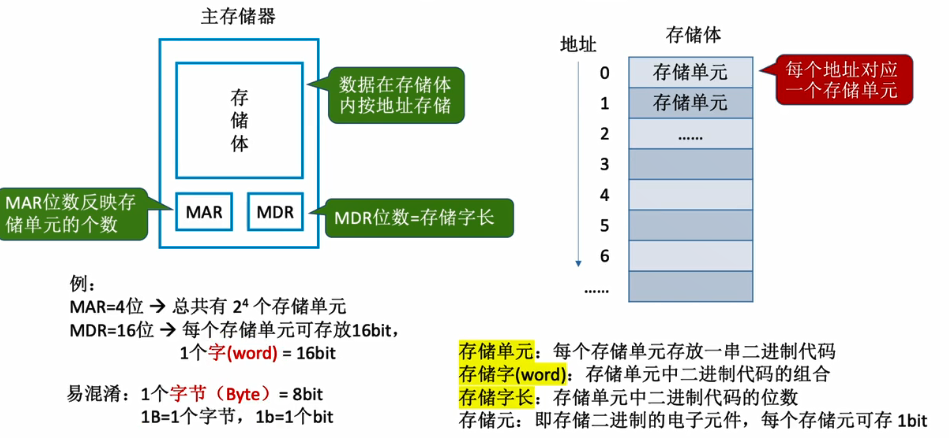 主存储器
存
储
体
数据在存储体
内按地址存储
MAR位数反映存
储单元的个数
MAR
MDR
MDR位数=存储字长
例：
MAR=4位 → 总共有 2⁴ 个存储单元
MDR=16位 → 每个存储单元可存放16bit，
1个字(word) = 16bit
易混淆：1个字节（Byte）= 8bit
1B=1个字节，1b=1个bit
地址
存储体
0
存储单元
1
存储单元
2
……
3
4
5
6
……
每个地址对应
一个存储单元
存储单元：每个存储单元存放一串二进制代码
存储字(word)：存储单元中二进制代码的组合
存储字长：存储单元中二进制代码的位数
存储元：即存储二进制的电子元件，每个存储元可存 1bit